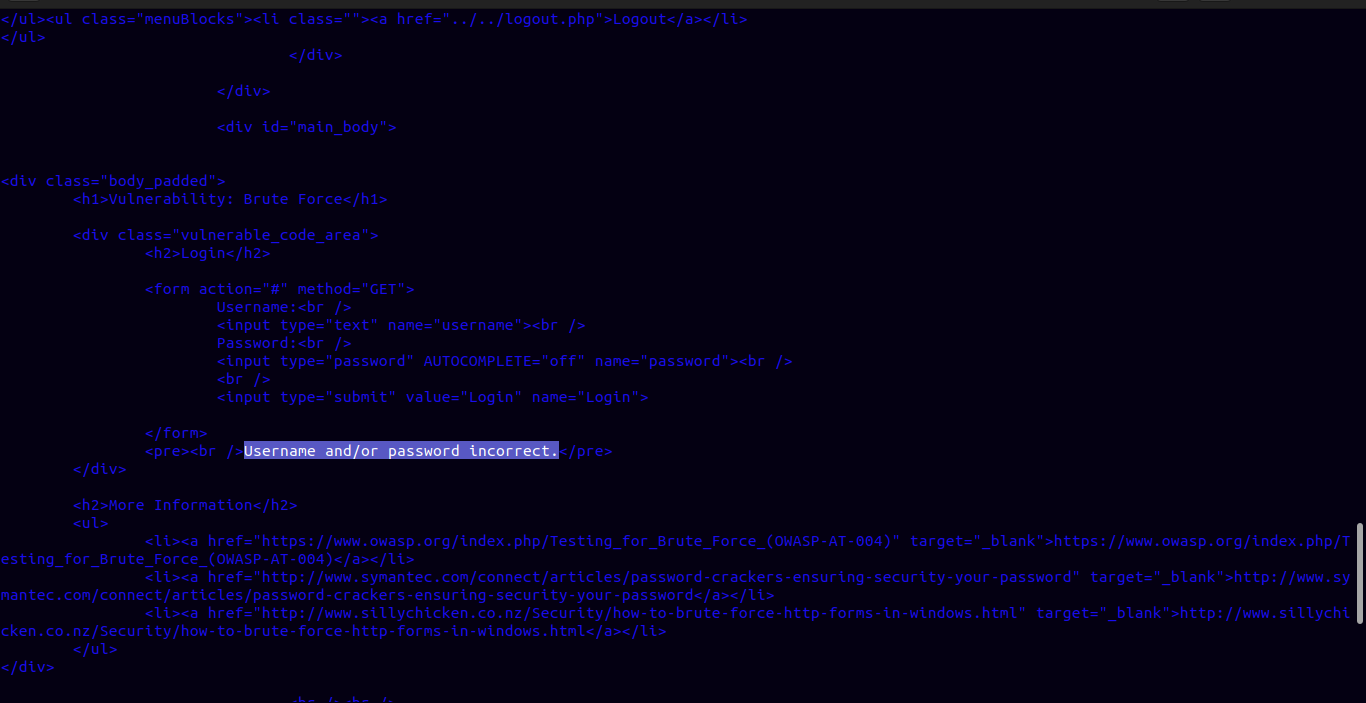 </ul><ul class="menuBlocks"><li class=""><a href="../../logout.php">Logout</a></li>
</ul>
</div>
</div>
<div id="main_body">
<div class="body_padded">
<h1>Vulnerability: Brute Force</h1>
<div class="vulnerable_code_area">
<h2>Login</h2>
<form action="#" method="GET">
Username:<br />
<input type="text" name="username"><br />
Password:<br />
<input type="password" AUTOCOMPLETE="off" name="password"><br />
<br />
<input type="submit" value="Login" name="Login">
</form>
<pre><br />Username and/or password incorrect.</pre>
</div>
<h2>More Information</h2>
<ul>
<li><a href="https://www.owasp.org/index.php/Testing_for_Brute_Force_(OWASP-AT-004)" target="_blank">https://www.owasp.org/index.php/T
esting_for_Brute_Force_(OWASP-AT-004)</a></li>
<li><a href="http://www.symantec.com/connect/articles/password-crackers-ensuring-security-your-password" target="_blank">http://www.sy
mantec.com/connect/articles/password-crackers-ensuring-security-your-password</a></li>
<li><a href="http://www.sillychicken.co.nz/Security/how-to-brute-force-http-forms-in-windows.html" target="_blank">http://www.sillychi
cken.co.nz/Security/how-to-brute-force-http-forms-in-windows.html</a></li>
</ul>
</div>